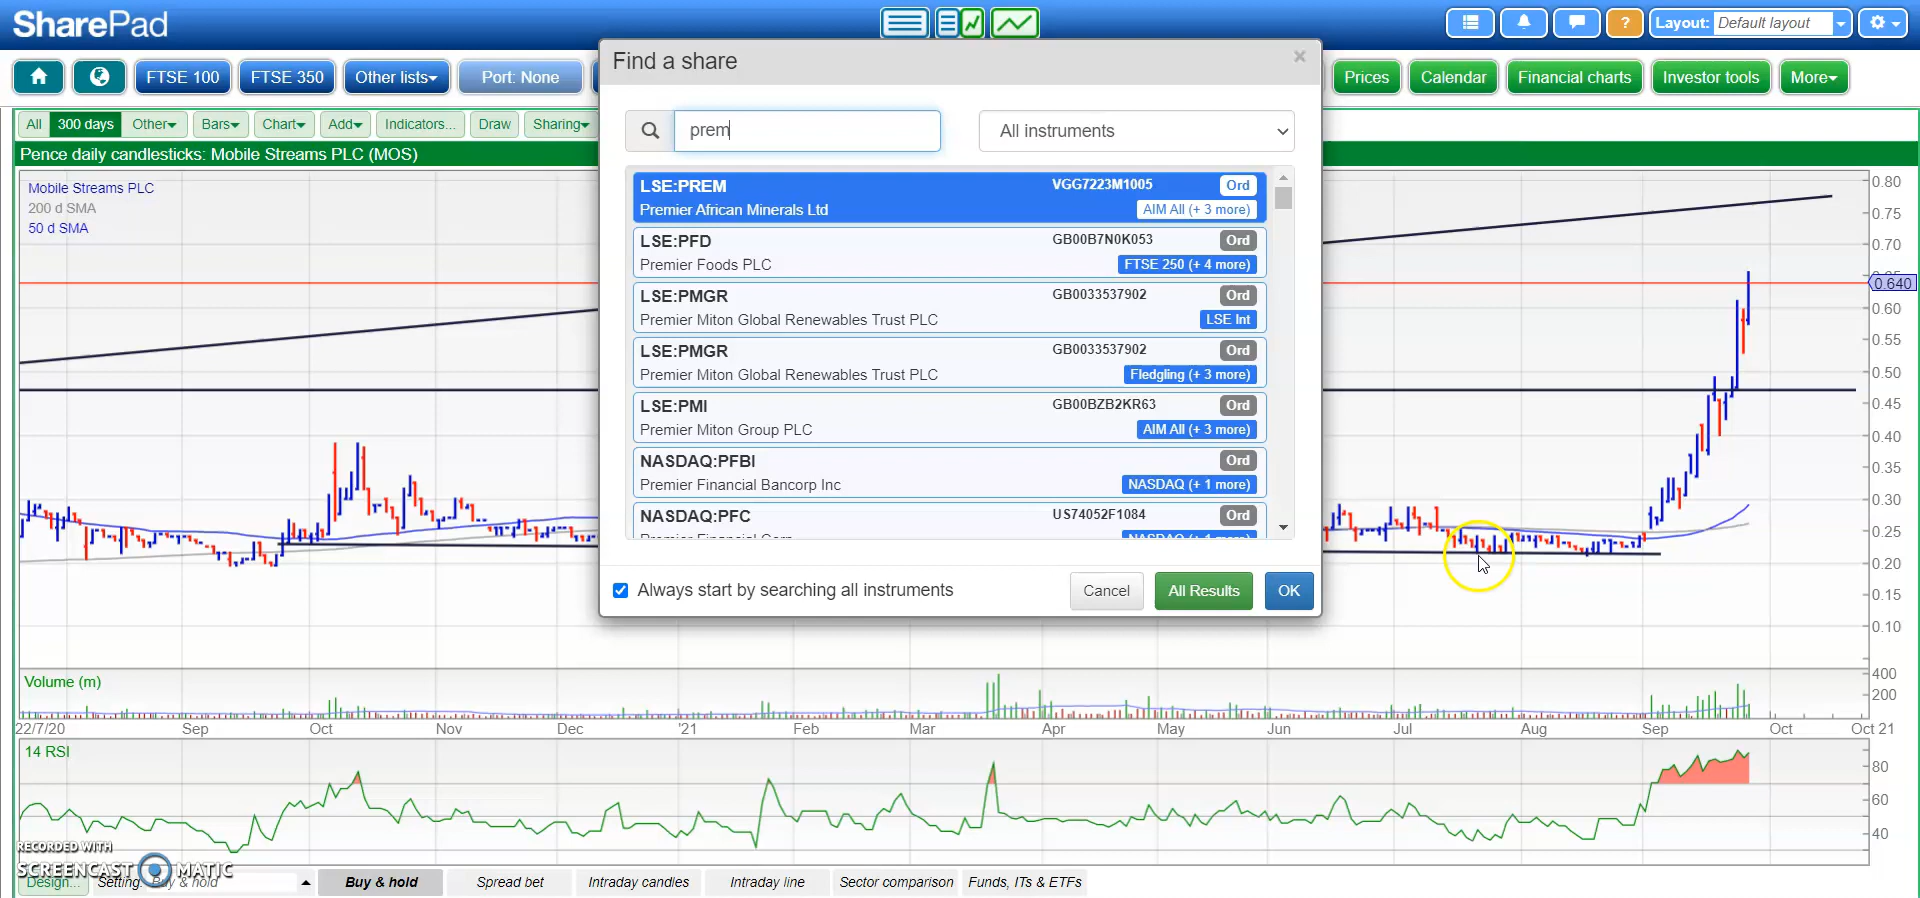 SharePad
Layout: Default layout
FTSE 100
FTSE 350
Other lists
Port: None
Prices
Calendar
Financial charts
Investor tools
More
All
300 days
Other
Bars
Chart
Add
Indicators...
Draw
Sharing
Pence daily candlesticks: Mobile Streams PLC (MOS)
Mobile Streams PLC
200 d SMA
50 d SMA
Find a share
×
prem
All instruments
LSE:PREM VGG7223M1005 Ord
Premier African Minerals Ltd AIM All (+ 3 more)
LSE:PFD GB00B7N0K053 Ord
Premier Foods PLC FTSE 250 (+ 4 more)
LSE:PMGR GB0033537902 Ord
Premier Miton Global Renewables Trust PLC LSE Int
LSE:PMGR GB0033537902 Ord
Premier Miton Global Renewables Trust PLC Fledgling (+ 3 more)
LSE:PMI GB00BZB2KR63 Ord
Premier Miton Group PLC AIM All (+ 3 more)
NASDAQ:PFBI Ord
Premier Financial Bancorp Inc NASDAQ (+ 1 more)
NASDAQ:PFC US74052F1084 Ord
Premier Financial Corp NASDAQ (+ 1 more)
Always start by searching all instruments
Cancel
All Results
OK
0.80
0.75
0.70
0.640
0.60
0.55
0.50
0.45
0.40
0.35
0.30
0.25
0.20
0.15
0.10
Volume (m)
400
200
22/7/20 Sep Oct Nov Dec '21 Feb Mar Apr May Jun Jul Aug Sep Oct Oct 21
14 RSI
80
60
40
RECORDED WITH
SCREENCAST MATIC
Design... Setting: Buy & hold
Buy & hold
Spread bet
Intraday candles
Intraday line
Sector comparison
Funds, ITs & ETFs